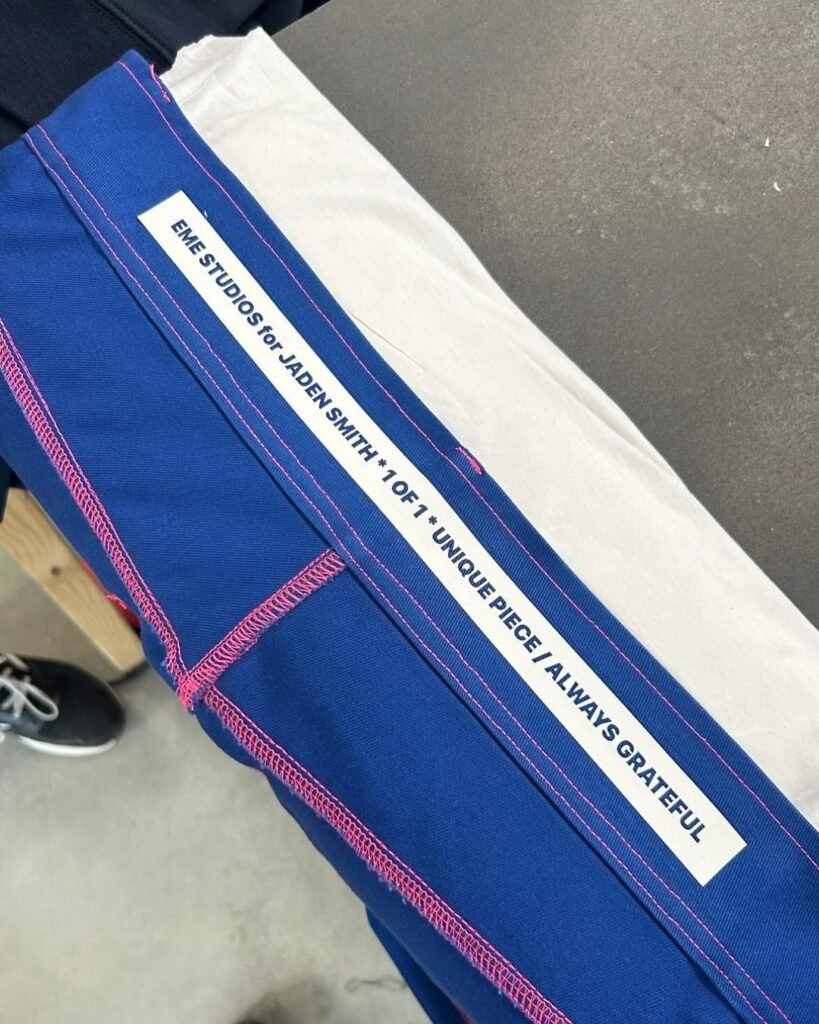 EME STUDIOS for JADEN SMITH * 1 OF 1 * UNIQUE PIECE / ALWAYS GRATEFUL